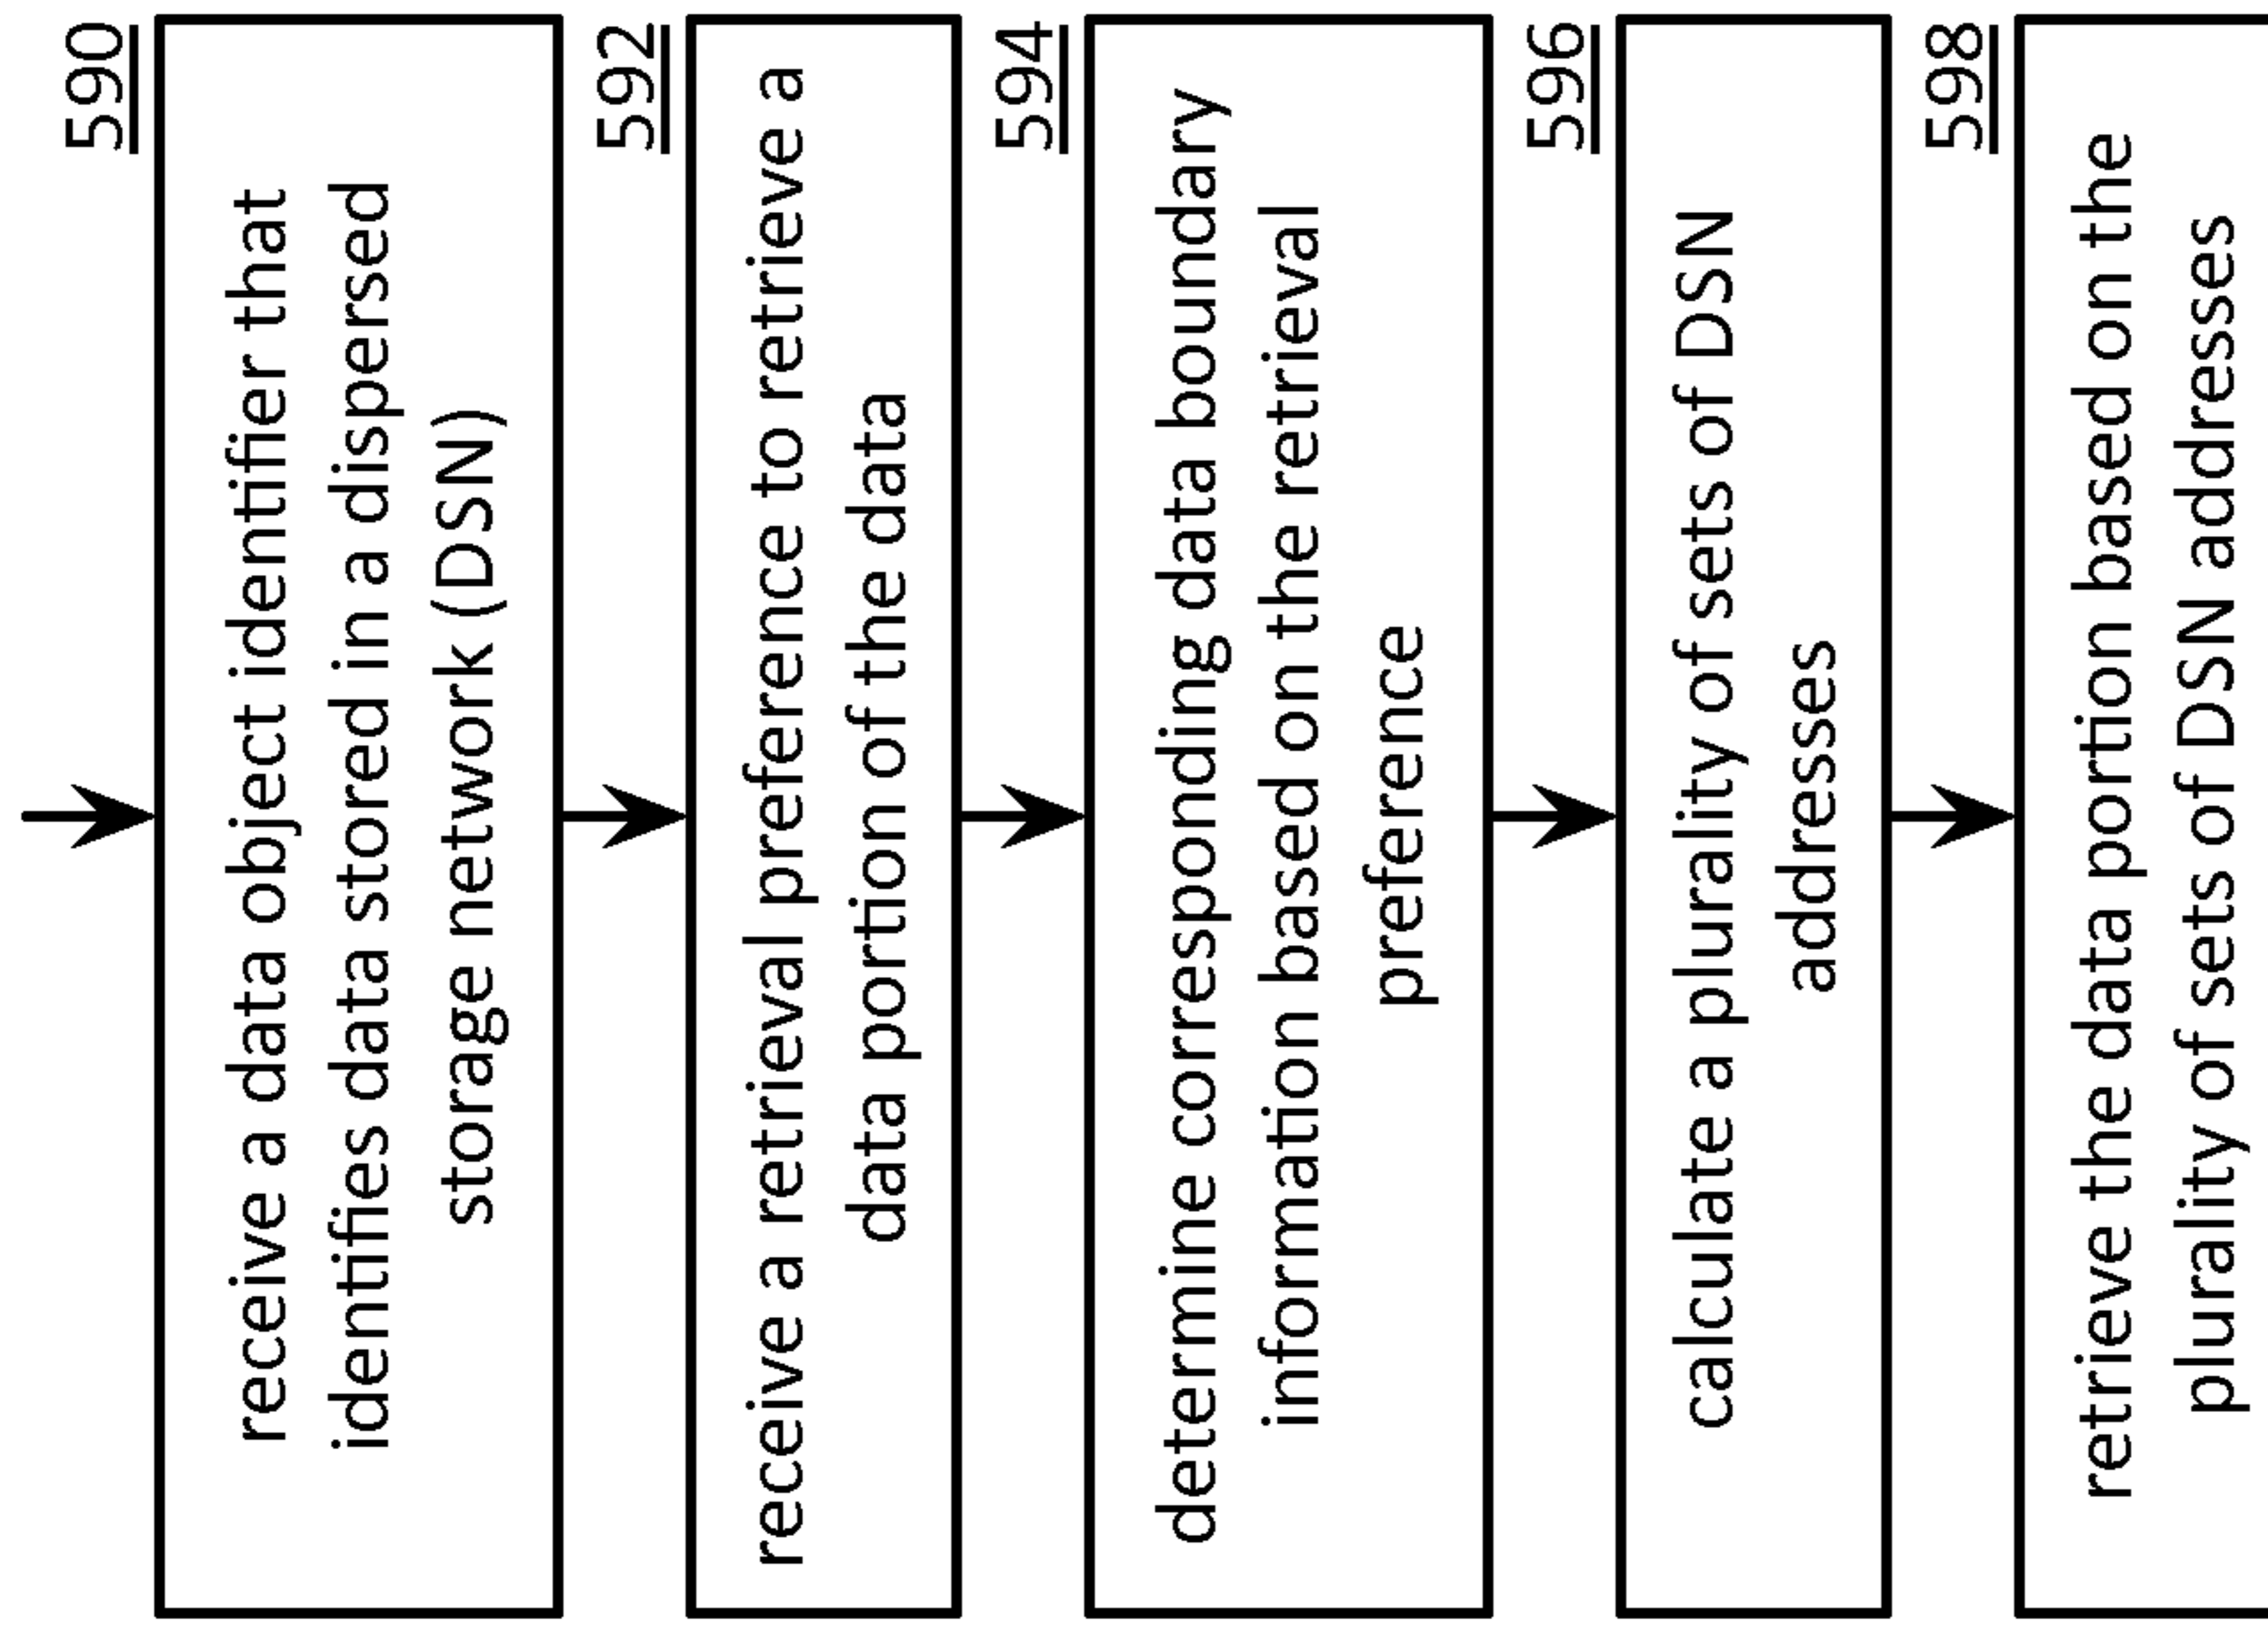 590
receive a data object identifier that
identifies data stored in a dispersed
storage network (DSN)
592
receive a retrieval preference to retrieve a
data portion of the data
594
determine corresponding data boundary
information based on the retrieval
preference
596
calculate a plurality of sets of DSN
addresses
598
retrieve the data portion based on the
plurality of sets of DSN addresses